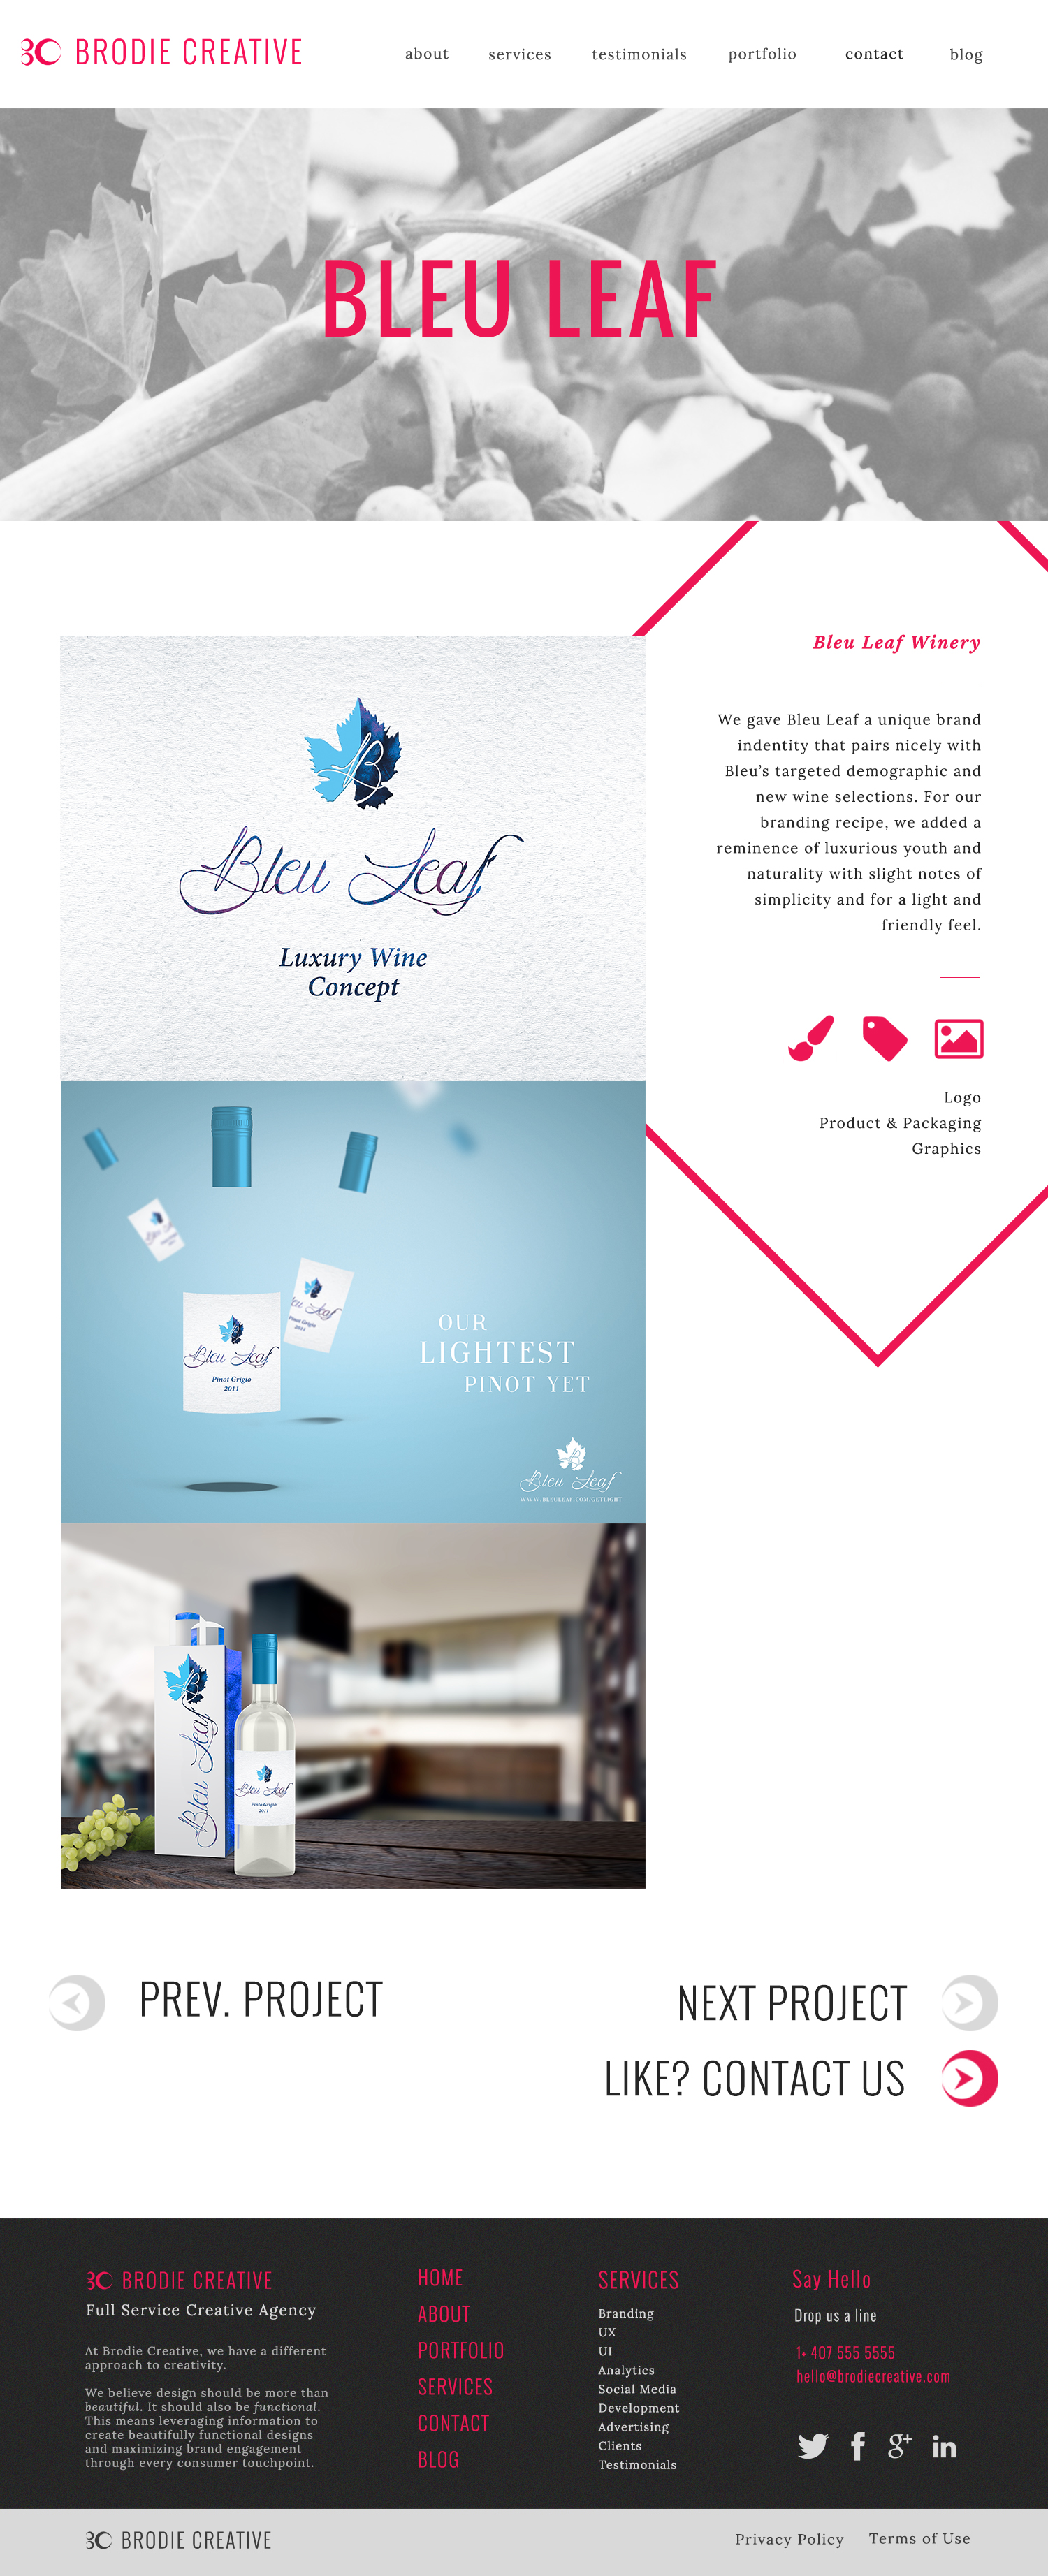 BRODIE CREATIVE
about services testimonials portfolio contact blog
BLEU LEAF
Bleu Leaf
Luxury Wine
Concept
Bleu Leaf Winery
We gave Bleu Leaf a unique brand
indentity that pairs nicely with
Bleu's targeted demographic and
new wine selections. For our
branding recipe, we added a
reminence of luxurious youth and
naturality with slight notes of
simplicity and for a light and
friendly feel.
Logo
Product & Packaging
Graphics
Bleu Leaf
Pinot Grigio
2011
Bleu Leaf
Pinot Grigio
2011
OUR
LIGHTEST
PINOT YET
Bleu Leaf
WWW.BLEULEAF.COM/GETLIGHT
Bleu Leaf
Bleu Leaf
Pinto Grigio
2011
PREV. PROJECT
NEXT PROJECT
LIKE? CONTACT US
BRODIE CREATIVE
Full Service Creative Agency
At Brodie Creative, we have a different
approach to creativity.
We believe design should be more than
beautiful. It should also be functional.
This means leveraging information to
create beautifully functional designs
and maximizing brand engagement
through every consumer touchpoint.
HOME
ABOUT
PORTFOLIO
SERVICES
CONTACT
BLOG
SERVICES
Branding
UX
UI
Analytics
Social Media
Development
Advertising
Clients
Testimonials
Say Hello
Drop us a line
1+ 407 555 5555
hello@brodiecreative.com
BRODIE CREATIVE
Privacy Policy Terms of Use